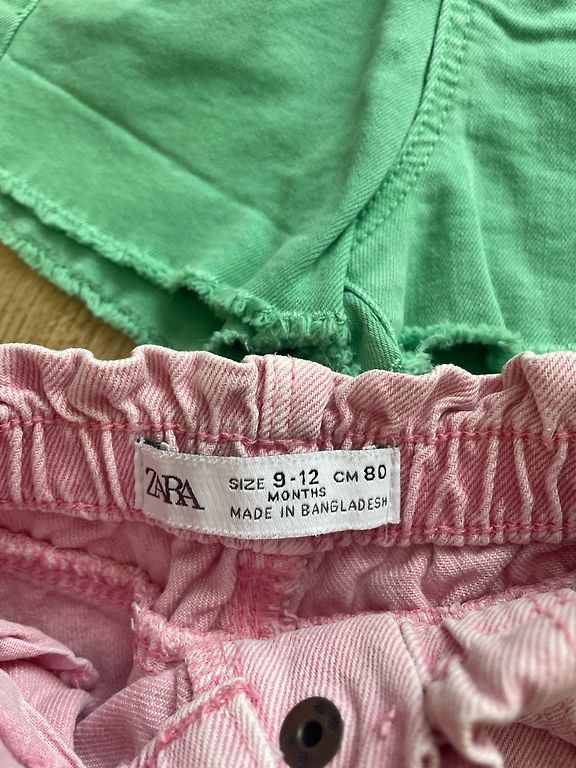 ZARA
SIZE 9-12 CM 80
MONTHS
MADE IN BANGLADESH